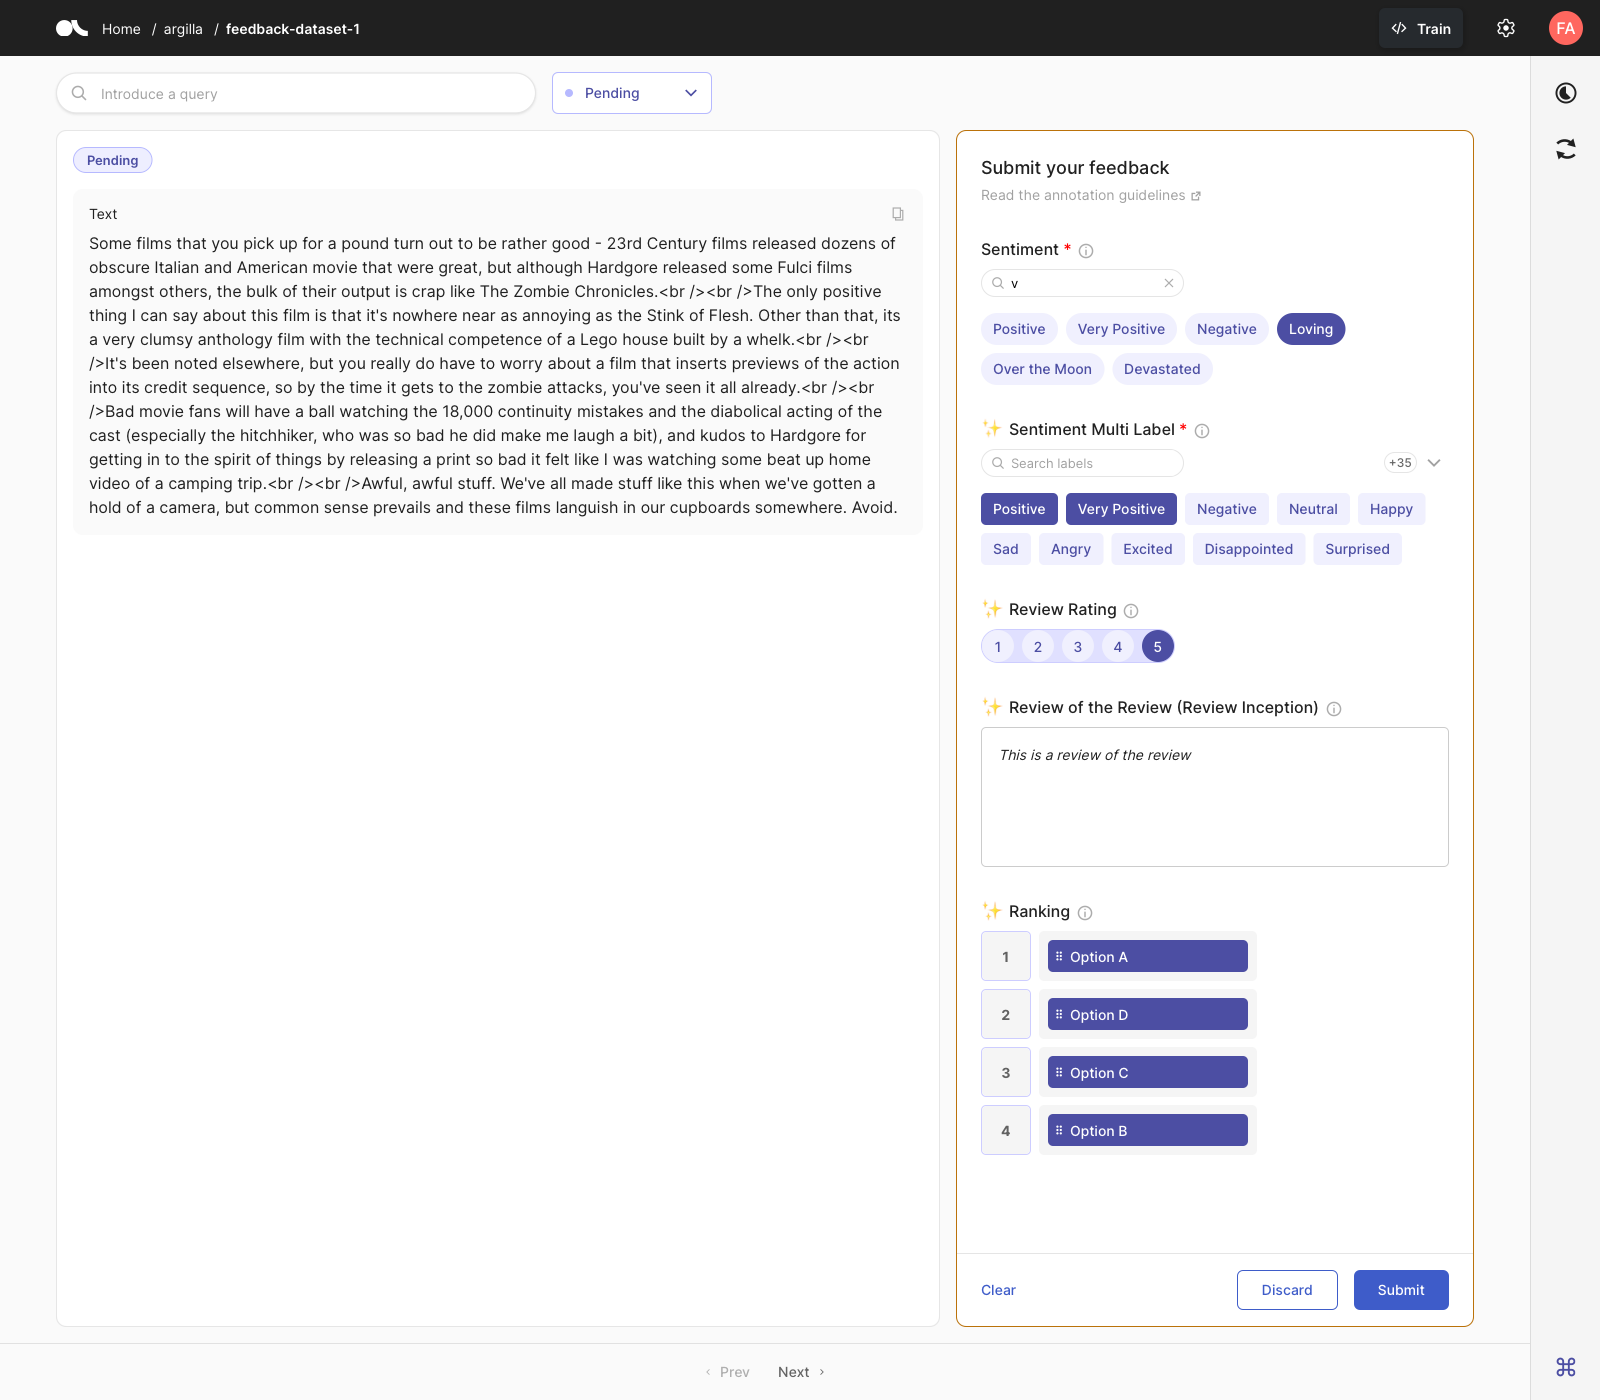 Home / argilla / feedback-dataset-1
Train
FA
Introduce a query
Pending
Pending
Text
Some films that you pick up for a pound turn out to be rather good - 23rd Century films released dozens of
obscure Italian and American movie that were great, but although Hardgore released some Fulci films
amongst others, the bulk of their output is crap like The Zombie Chronicles.<br /><br />The only positive
thing I can say about this film is that it's nowhere near as annoying as the Stink of Flesh. Other than that, its
a very clumsy anthology film with the technical competence of a Lego house built by a whelk.<br /><br
/>It's been noted elsewhere, but you really do have to worry about a film that inserts previews of the action
into its credit sequence, so by the time it gets to the zombie attacks, you've seen it all already.<br /><br
/>Bad movie fans will have a ball watching the 18,000 continuity mistakes and the diabolical acting of the
cast (especially the hitchhiker, who was so bad he did make me laugh a bit), and kudos to Hardgore for
getting in to the spirit of things by releasing a print so bad it felt like I was watching some beat up home
video of a camping trip.<br /><br />Awful, awful stuff. We've all made stuff like this when we've gotten a
hold of a camera, but common sense prevails and these films languish in our cupboards somewhere. Avoid.
Submit your feedback
Read the annotation guidelines
Sentiment *
v
Positive Very Positive Negative Loving
Over the Moon Devastated
Sentiment Multi Label *
Search labels +35
Positive Very Positive Negative Neutral Happy
Sad Angry Excited Disappointed Surprised
Review Rating
1 2 3 4 5
Review of the Review (Review Inception)
This is a review of the review
Ranking
1 Option A
2 Option D
3 Option C
4 Option B
Clear Discard Submit
Prev Next